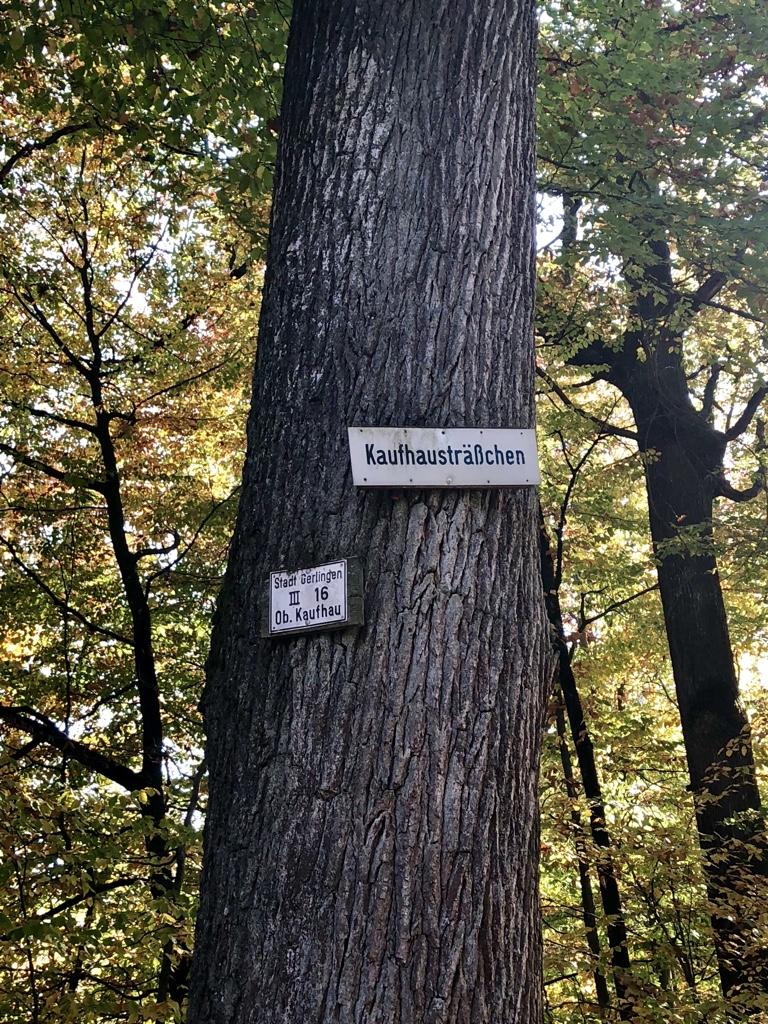 Kaufhausträßchen
Stadt Gerlingen
III 16
Ob. Kaufhau